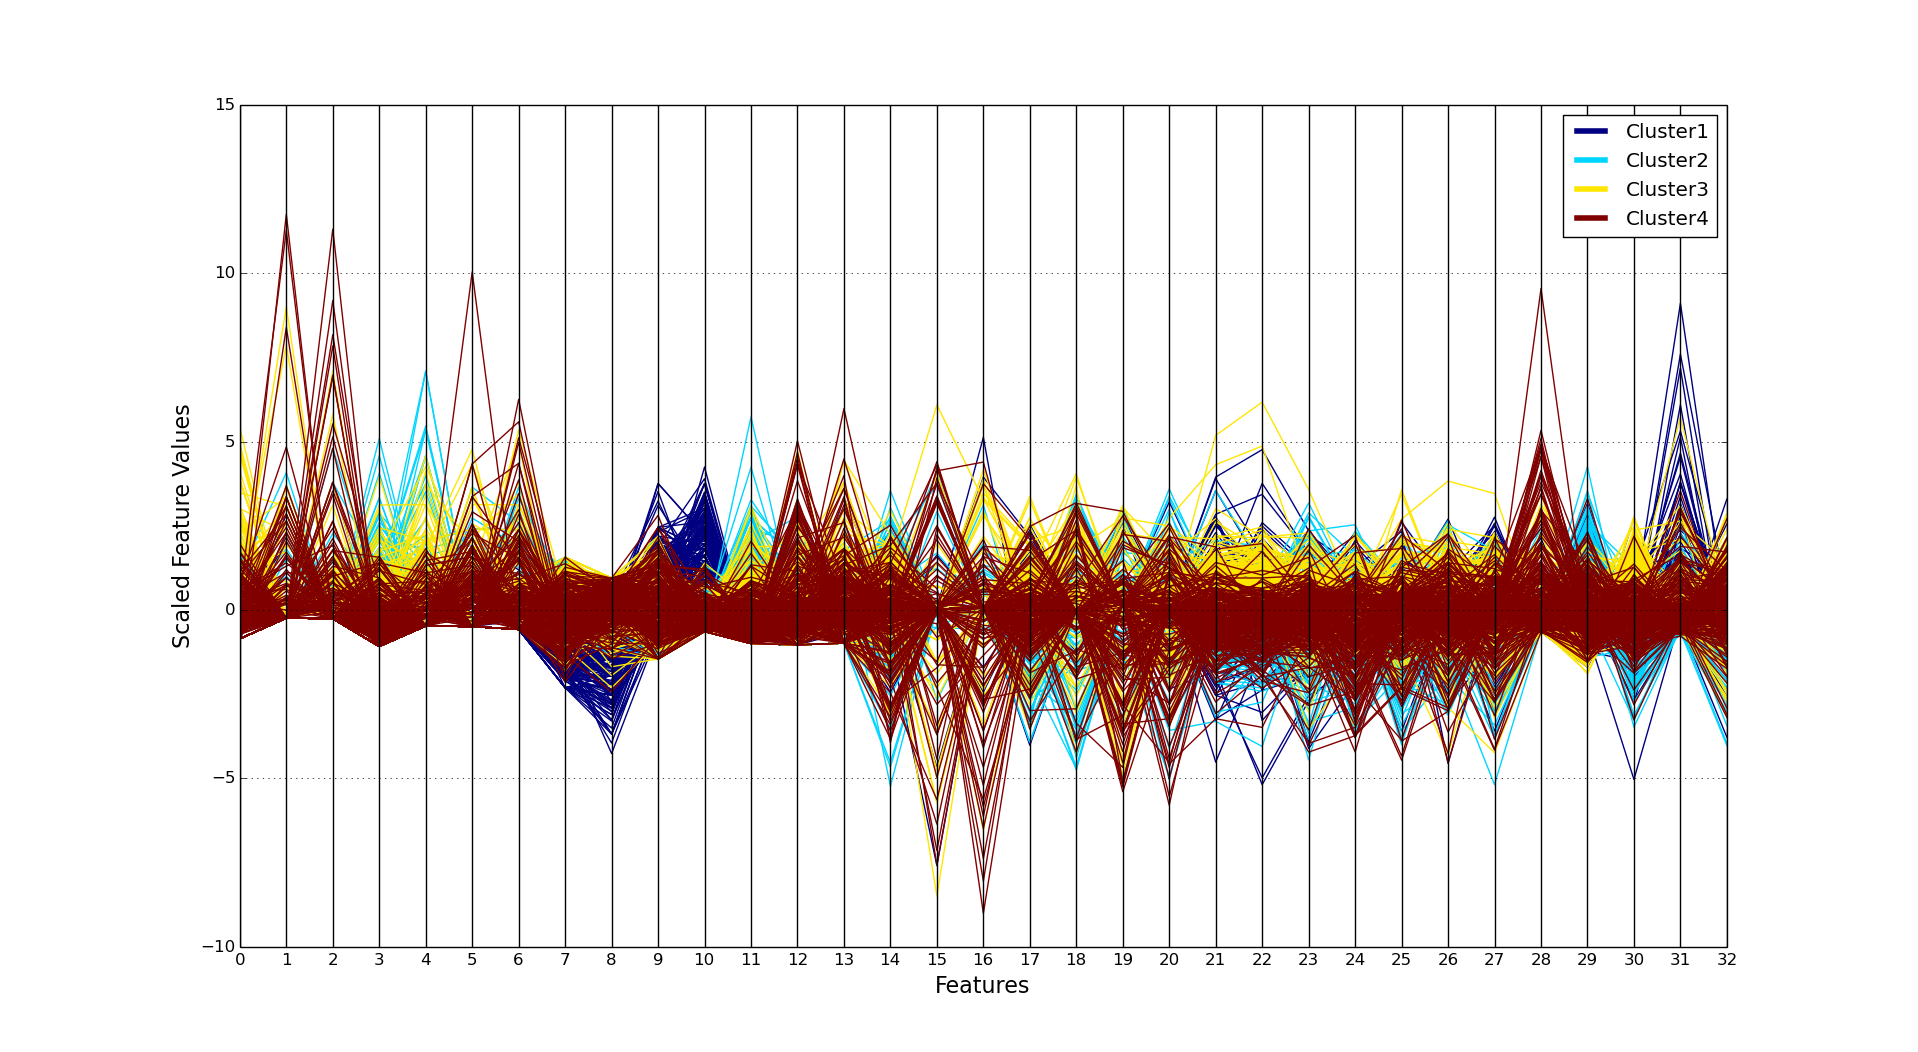 15
10
5
0
−5
−10
Scaled Feature Values
Cluster1
Cluster2
Cluster3
Cluster4
0 1 2 3 4 5 6 7 8 9 10 11 12 13 14 15 16 17 18 19 20 21 22 23 24 25 26 27 28 29 30 31 32
Features